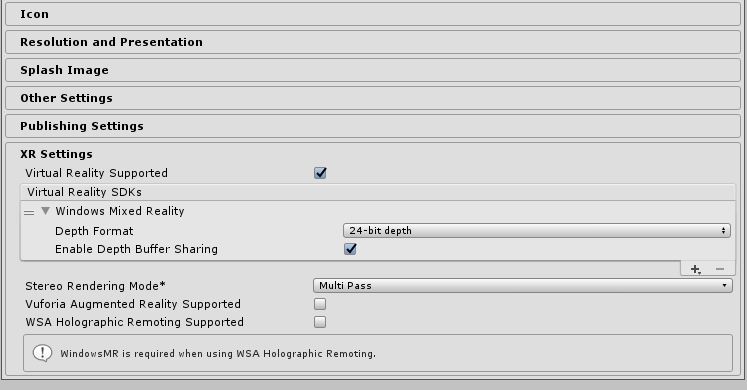 Icon
Resolution and Presentation
Splash Image
Other Settings
Publishing Settings
XR Settings
Virtual Reality Supported
Virtual Reality SDKs
Windows Mixed Reality
Depth Format 24-bit depth
Enable Depth Buffer Sharing
Stereo Rendering Mode* Multi Pass
Vuforia Augmented Reality Supported
WSA Holographic Remoting Supported
WindowsMR is required when using WSA Holographic Remoting.